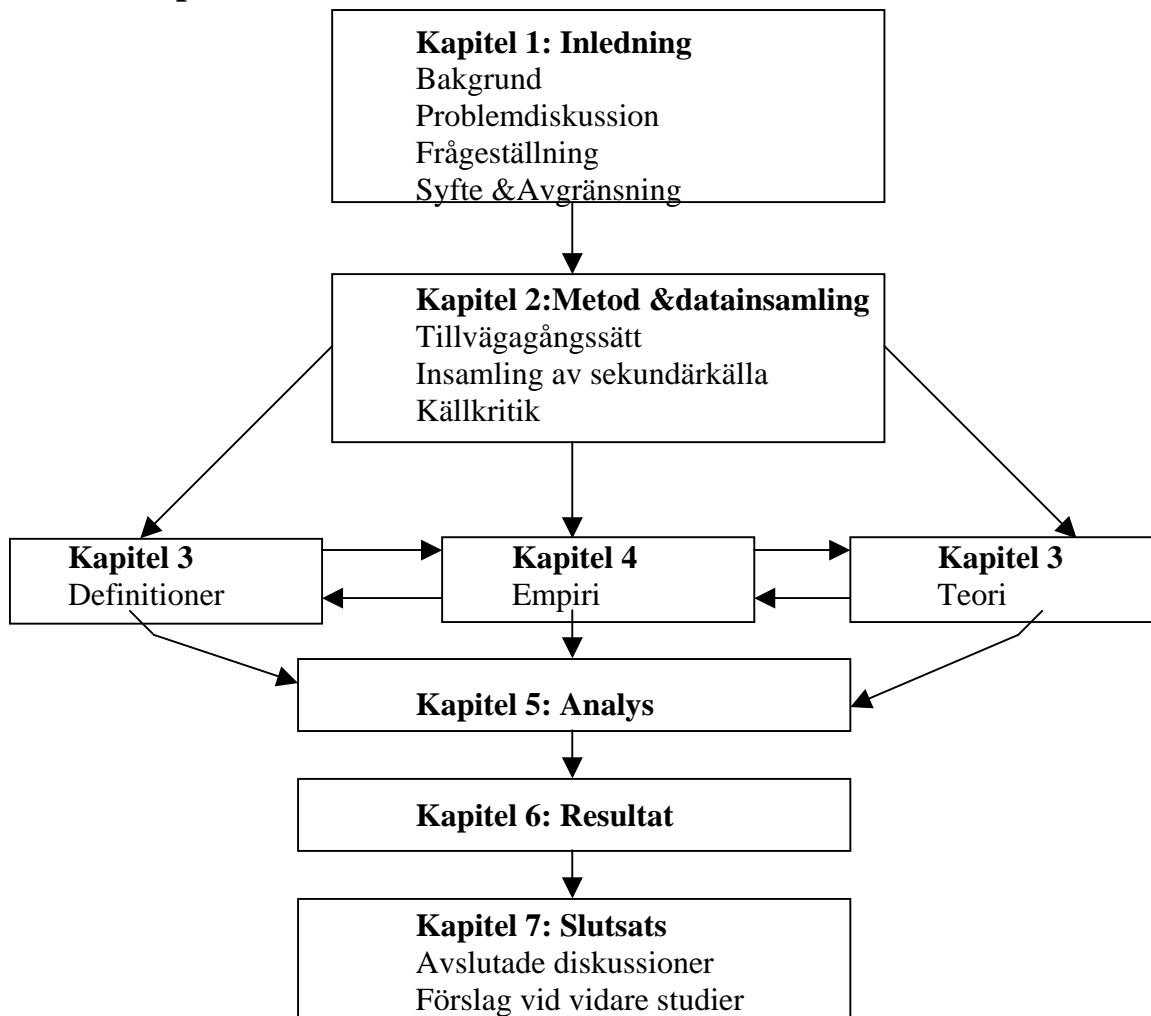 Kapitel 1: Inledning
Bakgrund
Problemdiskussion
Frågeställning
Syfte &Avgränsning
Kapitel 2:Metod &datainsamling
Tillvägagångssätt
Insamling av sekundärkälla
Källkritik
Kapitel 3
Definitioner
Kapitel 4
Empiri
Kapitel 3
Teori
Kapitel 5: Analys
Kapitel 6: Resultat
Kapitel 7: Slutsats
Avslutade diskussioner
Förslag vid vidare studier